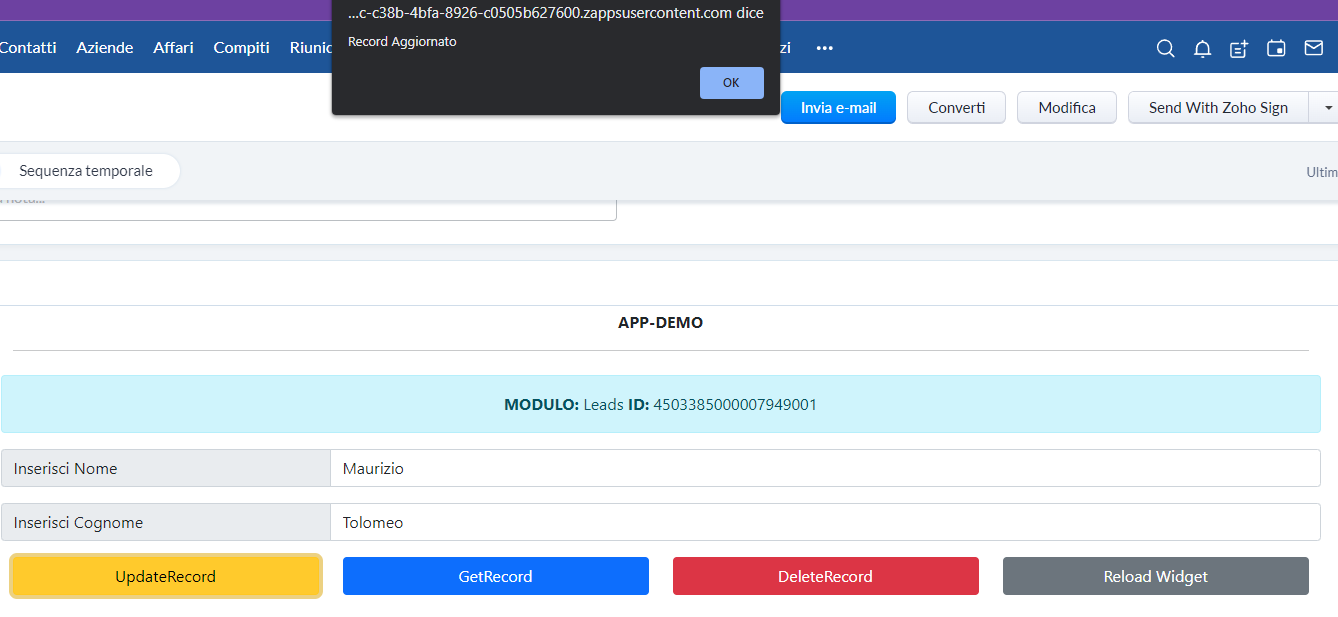 ...c-c38b-4bfa-8926-c0505b627600.zappsusercontent.com dice
Record Aggiornato
OK
Contatti Aziende Affari Compiti Riunic zi •••
Invia e-mail Converti Modifica Send With Zoho Sign
Sequenza temporale Ultim
APP-DEMO
MODULO: Leads ID: 4503385000007949001
Inserisci Nome Maurizio
Inserisci Cognome Tolomeo
UpdateRecord GetRecord DeleteRecord Reload Widget